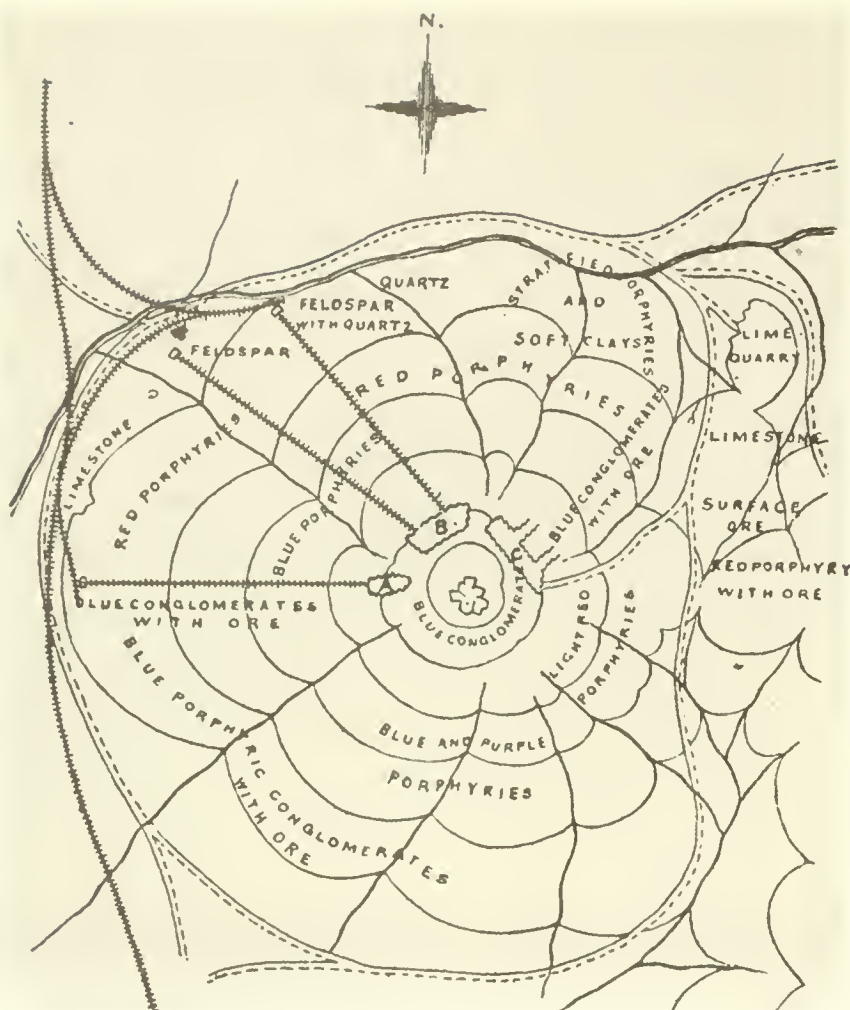 N.
QUARTZ
STRATIFIED PORPHYRIES
AND
SOFT CLAYS
FELDSPAR
WITH QUARTZ
FELDSPAR
LIME
QUARRY
RED PORPHYRIES
LIMESTONE
RED PORPHYRIES
BLUE PORPHYRIES
BLUE CONGLOMERATES
WITH ORE
LIMESTONE
SURFACE
ORE
RED PORPHYRY
WITH ORE
B.
A
BLUE CONGLOMERATES
BLUE CONGLOMERATES
WITH ORE
LIGHT RED
PORPHYRIES
BLUE AND PURPLE
PORPHYRIES
BLUE PORPHYRIC CONGLOMERATES
WITH ORE